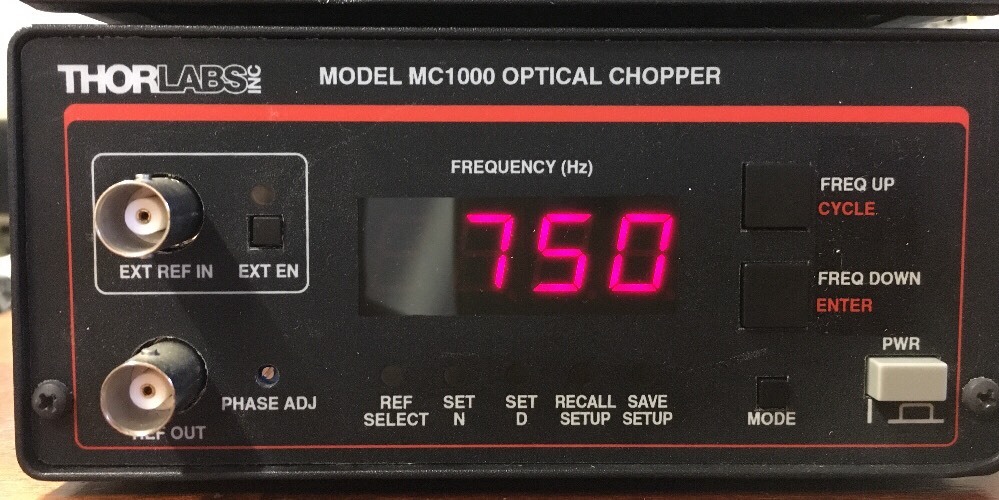 THORLABS INC
MODEL MC1000 OPTICAL CHOPPER
FREQUENCY (Hz)
750
FREQ UP
CYCLE
FREQ DOWN
ENTER
EXT REF IN
EXT EN
PWR
PHASE ADJ
REF SELECT
SET N
SET D
RECALL SETUP
SAVE SETUP
MODE
REF OUT